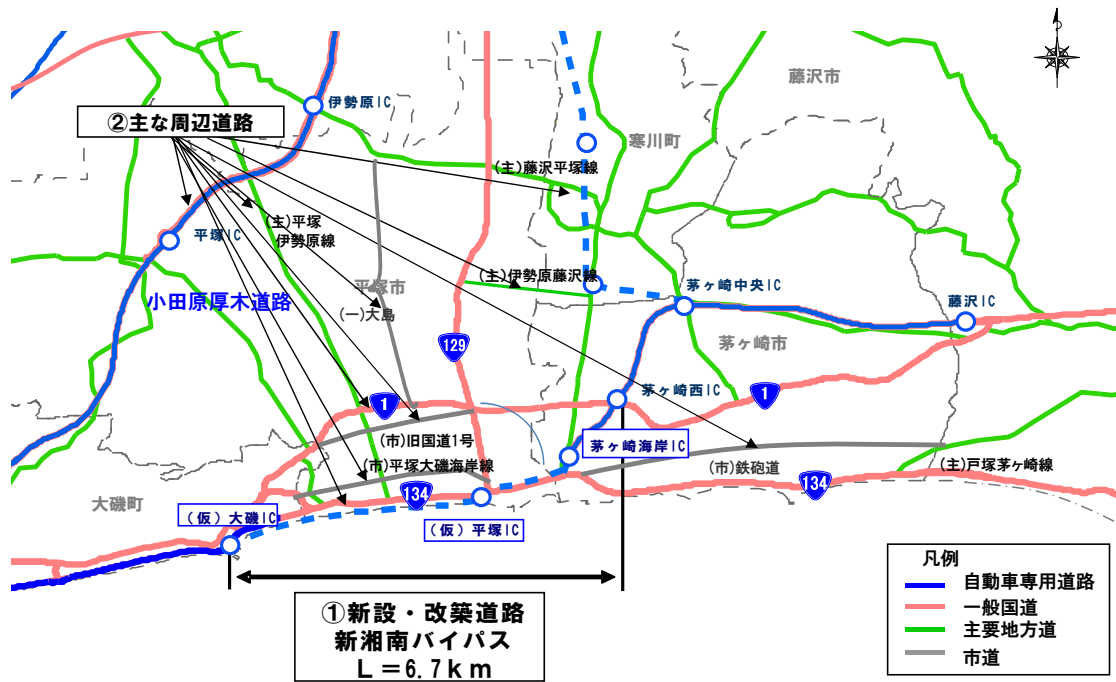 藤沢市
伊勢原IC
②主な周辺道路
寒川町
(主)藤沢平塚線
(主)平塚
伊勢原線
平塚IC
(主)伊勢原藤沢線
平塚市
茅ヶ崎中央IC
小田原厚木道路
藤沢IC
(一)大島
129
茅ヶ崎市
茅ヶ崎西IC
1
1
(市)旧国道1号
茅ヶ崎海岸IC
(市)平塚大磯海岸線
(市)鉄砲道
(主)戸塚茅ヶ崎線
134
134
大磯町
(仮)大磯IC
(仮)平塚IC
凡例
自動車専用道路
一般国道
主要地方道
市道
①新設・改築道路
新湘南バイパス
L=6.7km